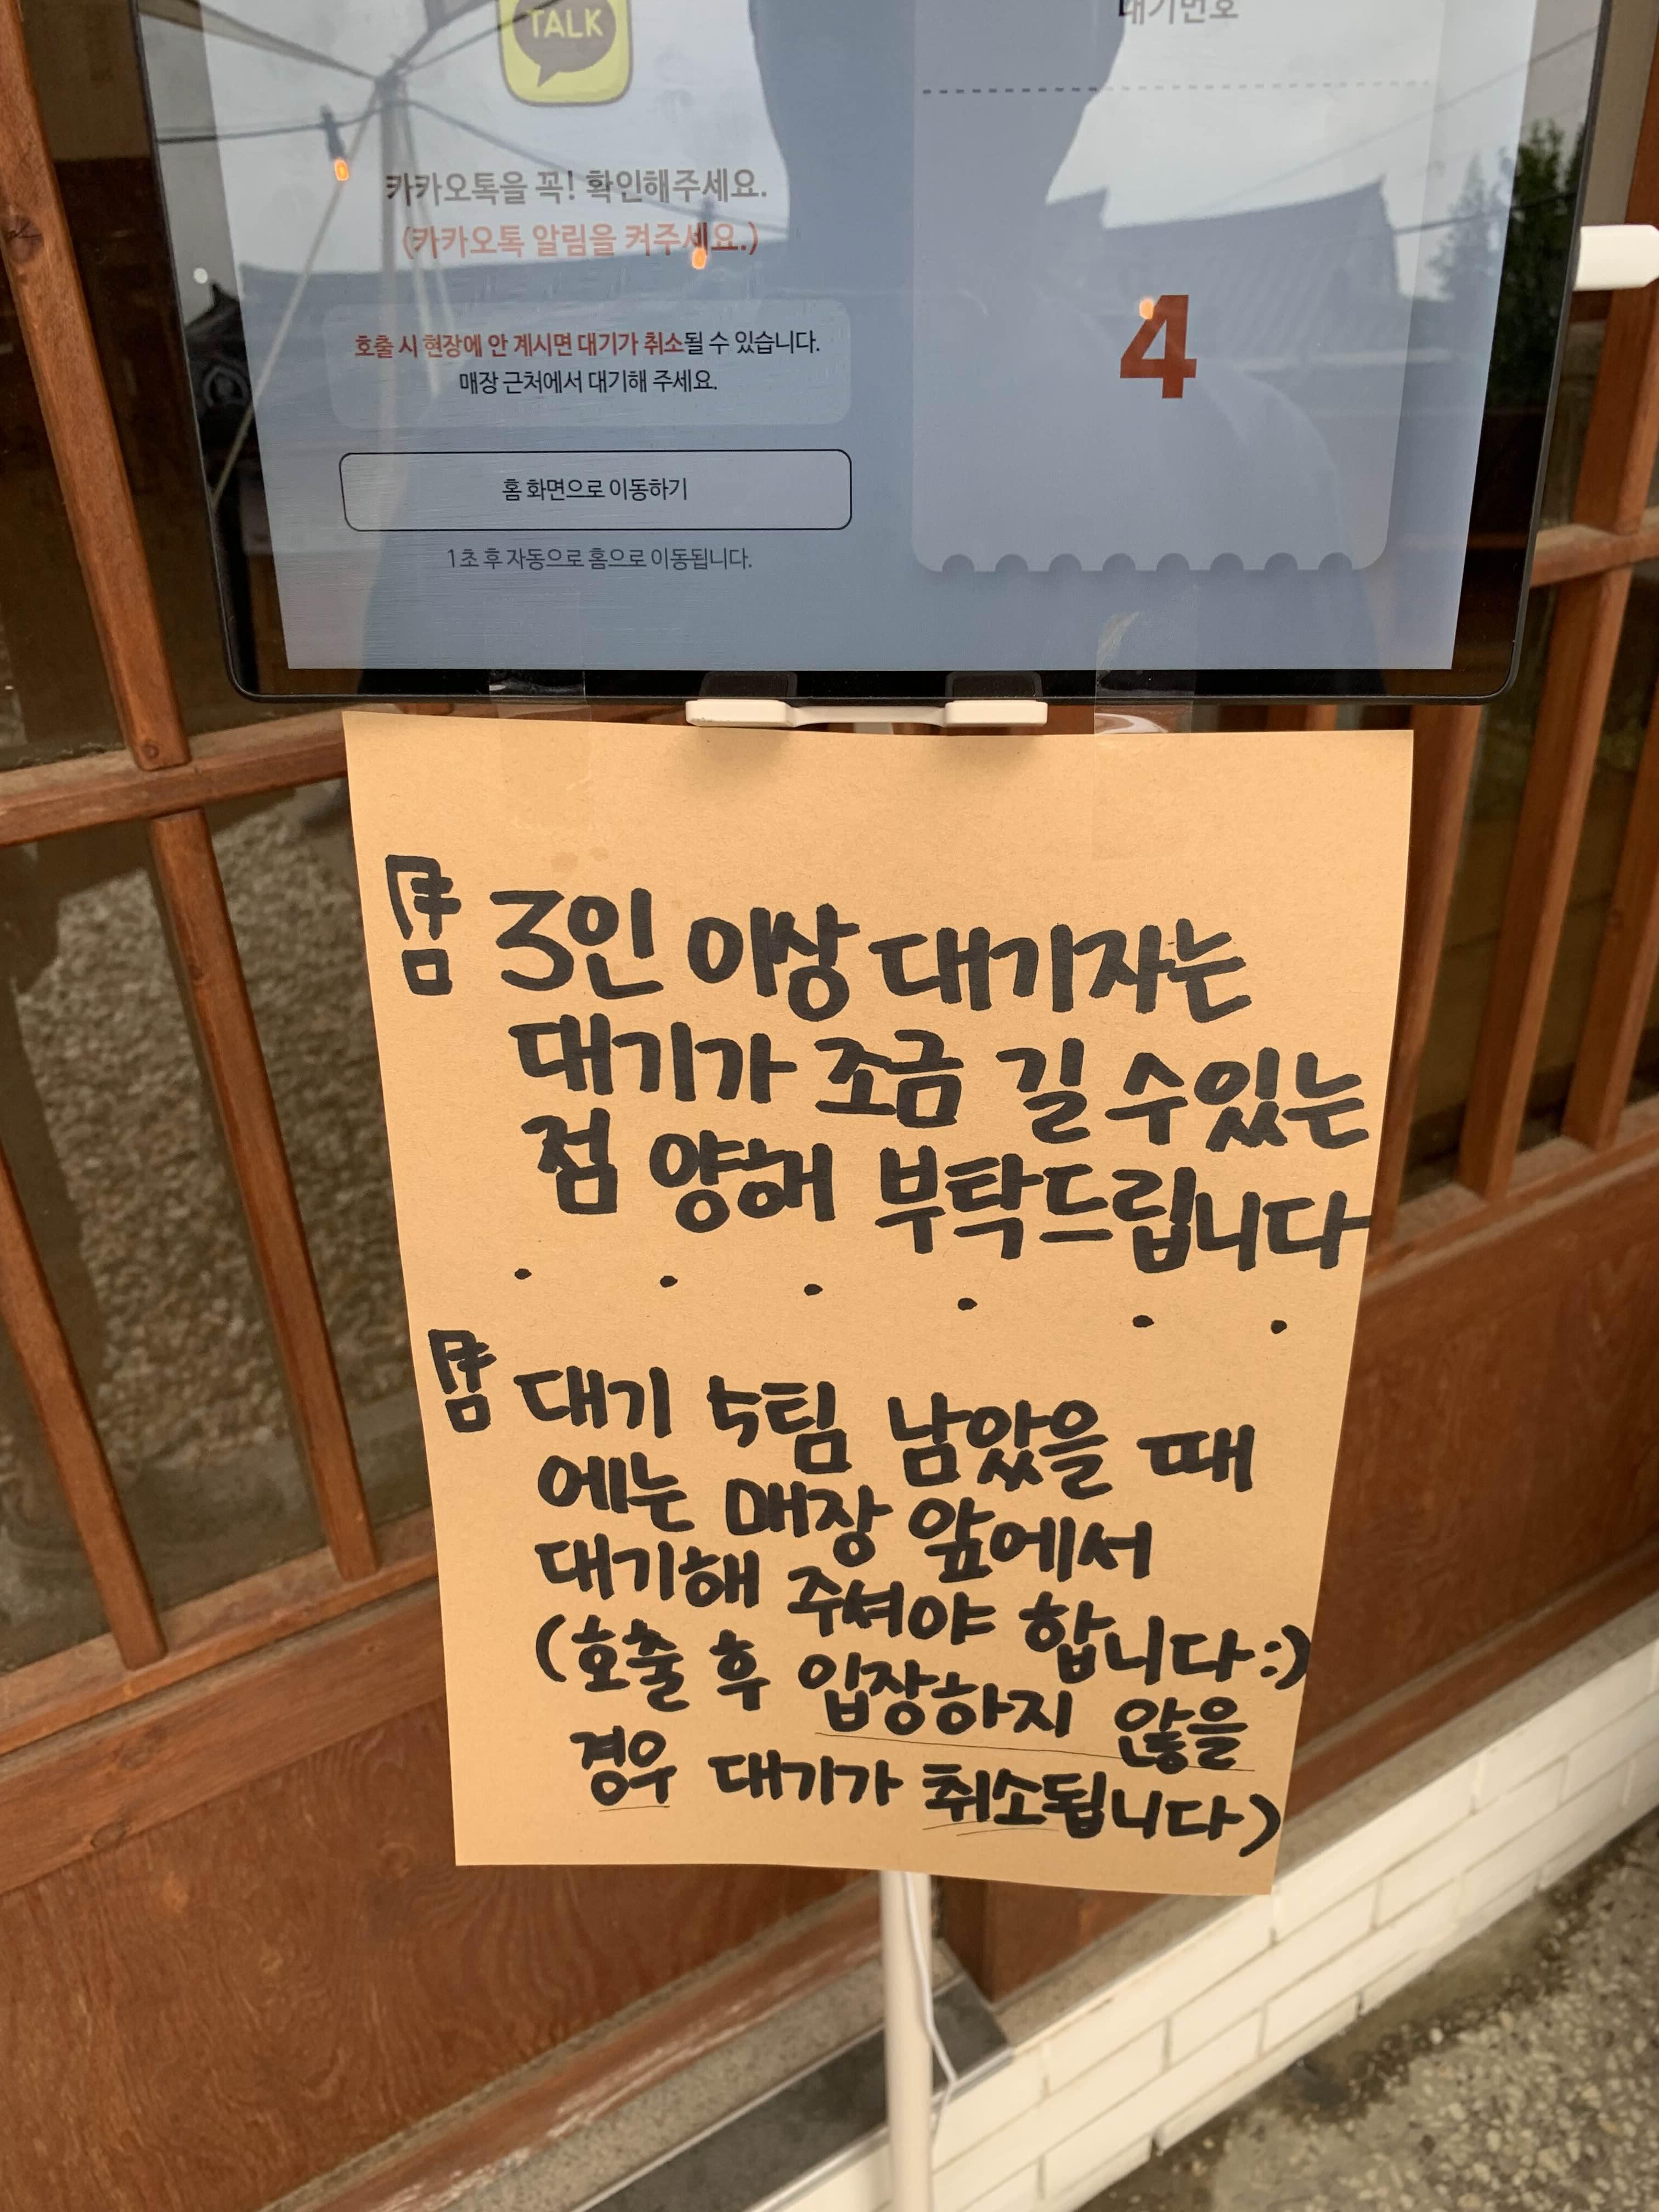 TALK
카카오톡을 꼭! 확인해주세요.
(카카오톡 알림을 켜주세요.)
호출 시 현장에 안 계시면 대기가 취소될 수 있습니다.
매장 근처에서 대기해 주세요.
홈 화면으로 이동하기
1초 후 자동으로 홈으로 이동됩니다.
대기번호
4
3인 이상 대기자는
대기가 조금 길 수있는
점 양해 부탁드립니다
대기 5팀 남았을 때
에는 매장 앞에서
대기해 주셔야 합니다:)
(호출 후 입장하지 않을
경우 대기가 취소됩니다)